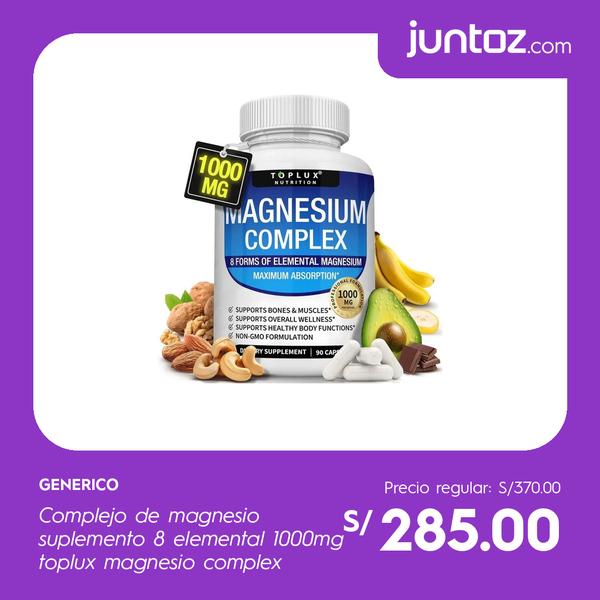 juntoz.com
1000
MG
TOPLUX®
NUTRITION
MAGNESIUM
COMPLEX
8 FORMS OF ELEMENTAL MAGNESIUM
MAXIMUM ABSORPTION*
1000
MG
SUPPORTS BONES & MUSCLES*
SUPPORTS OVERALL WELLNESS*
SUPPORTS HEALTHY BODY FUNCTIONS*
NON-GMO FORMULATION
SUPPLEMENT | 90
GENERICO
Precio regular: S/370.00
Complejo de magnesio
suplemento 8 elemental 1000mg
toplux magnesio complex
S/ 285.00